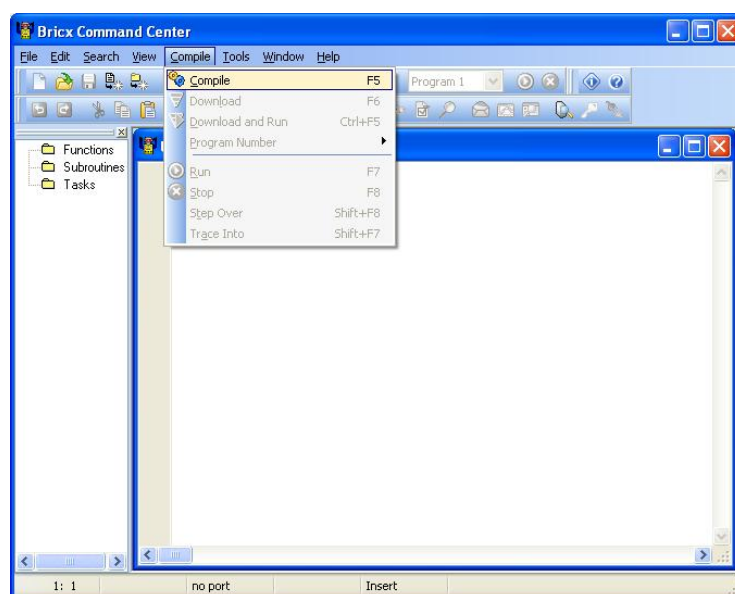 Bricx Command Center
File Edit Search View Compile Tools Window Help
Compile F5
Program 1
Download F6
Download and Run Ctrl+F5
Program Number
Run F7
Stop F8
Step Over Shift+F8
Trace Into Shift+F7
Functions
Subroutines
Tasks
1: 1 no port Insert